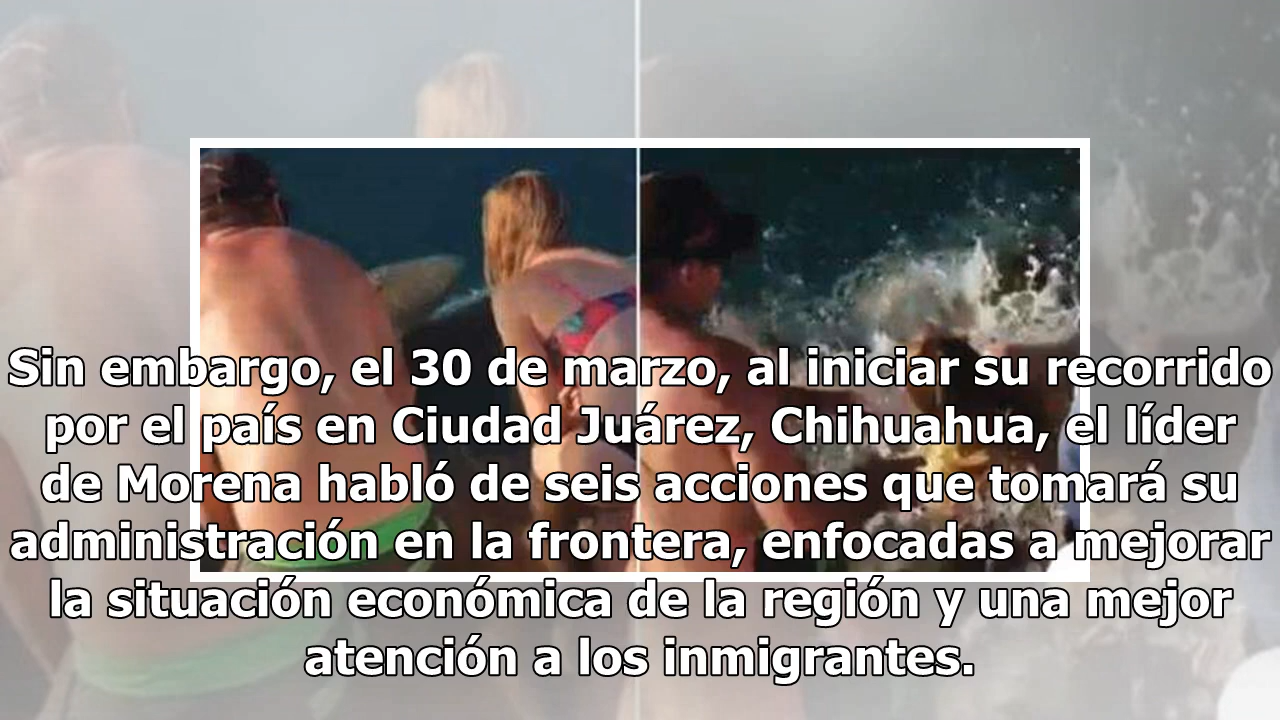 Sin embargo, el 30 de marzo, al iniciar su recorrido
por el país en Ciudad Juárez, Chihuahua, el líder
de Morena habló de seis acciones que tomará su
administración en la frontera, enfocadas a mejorar
la situación económica de la región y una mejor
atención a los inmigrantes.